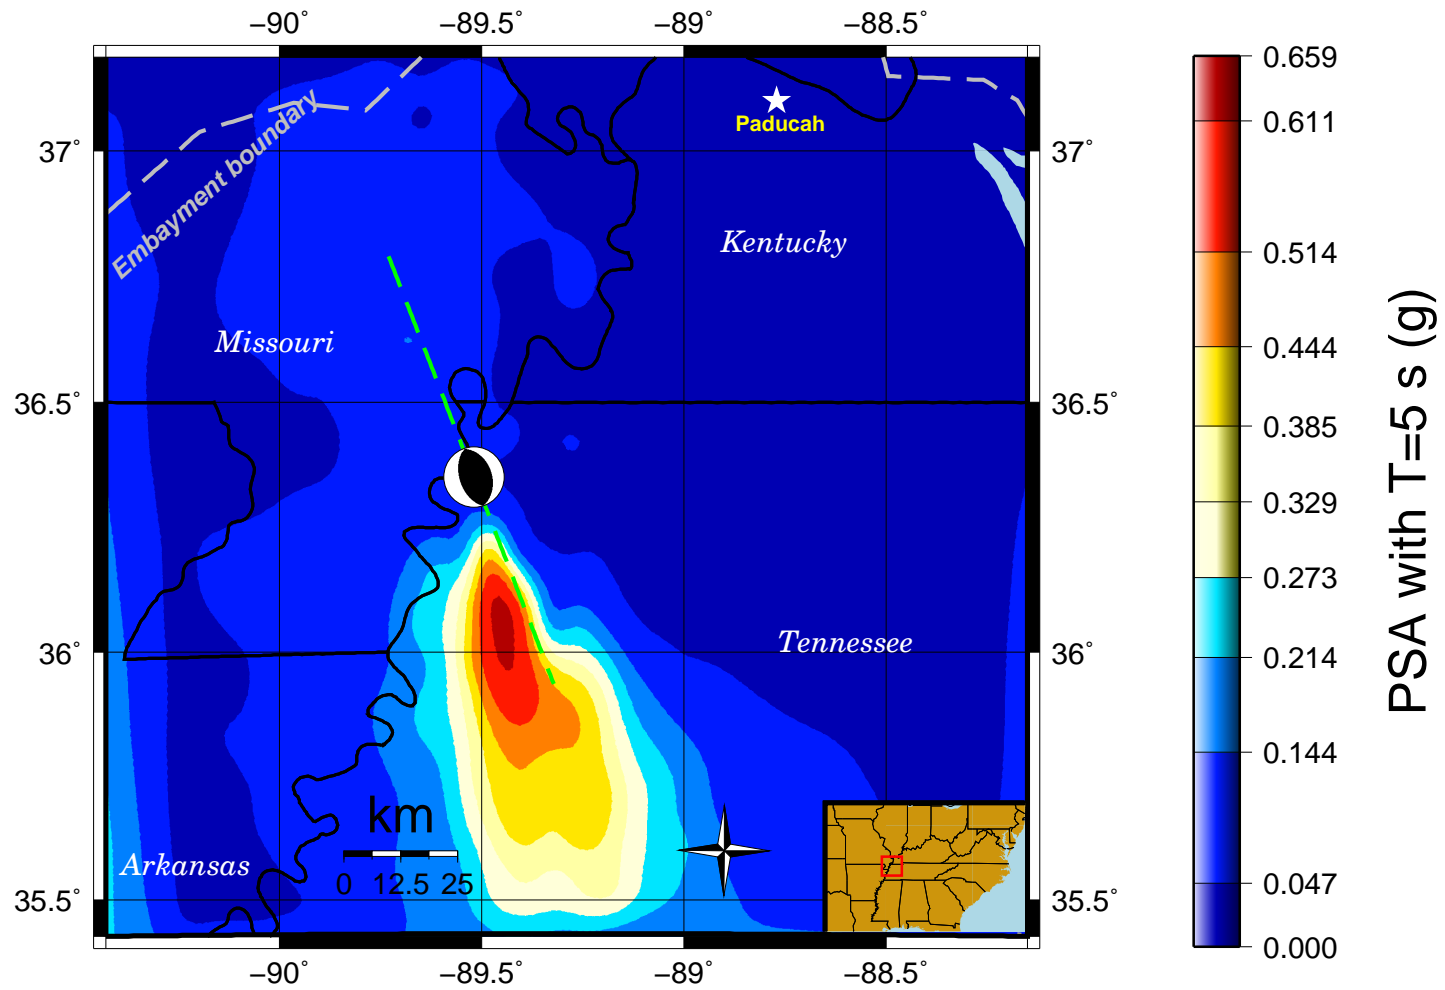 −90˚ −89.5˚ −89˚ −88.5˚
0.659
0.611
Embayment boundary
Paducah
37˚ 37˚
Kentucky
0.514
Missouri
0.444
36.5˚ 36.5˚
0.385
0.329
0.273
PSA with T=5 s (g)
Tennessee
36˚ 36˚
0.214
0.144
km
Arkansas
0 12.5 25
0.047
35.5˚ 35.5˚
0.000
−90˚ −89.5˚ −89˚ −88.5˚